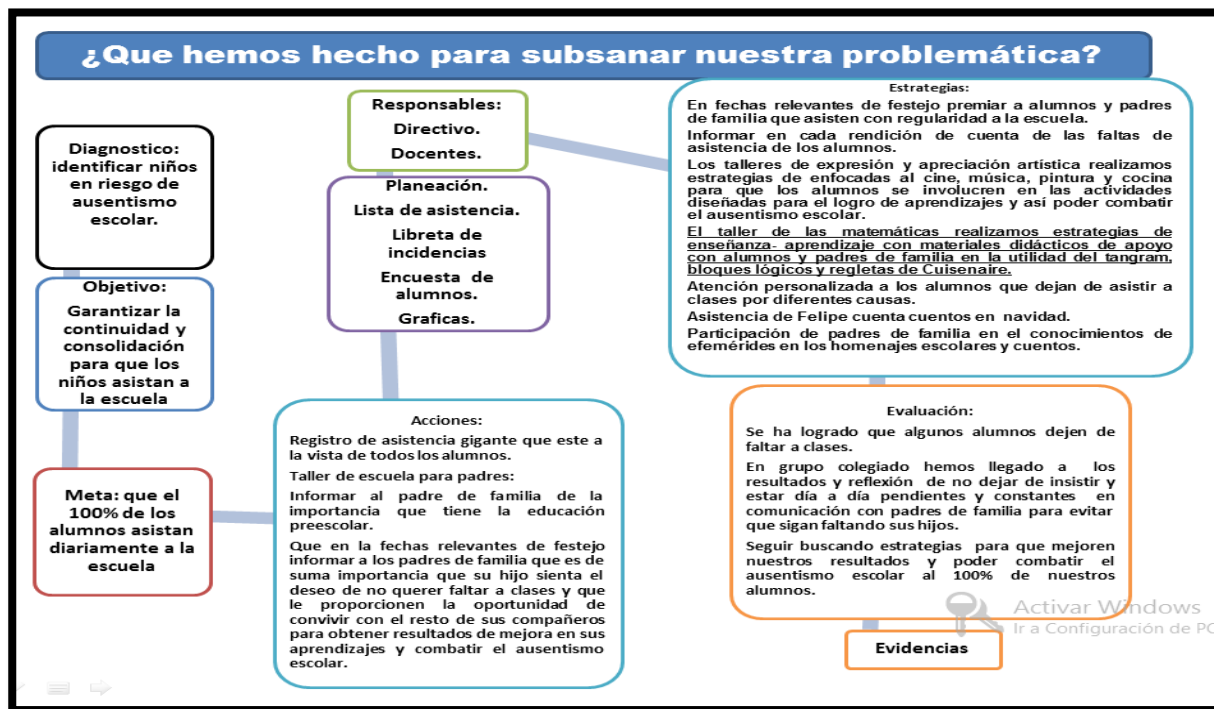 ¿Que hemos hecho para subsanar nuestra problemática?
Diagnostico:
identificar niños
en riesgo de
ausentismo
escolar.
Objetivo:
Garantizar la
continuidad y
consolidación
para que los
niños asistan a
la escuela
Meta: que el
100% de los
alumnos asistan
diariamente a la
escuela
Acciones:
Registro de asistencia gigante que este a
la vista de todos los alumnos.
Taller de escuela para padres:
Informar al padre de familia de la
importancia que tiene la educación
preescolar.
Que en la fechas relevantes de festejo
informar a los padres de familia que es de
suma importancia que su hijo sienta el
deseo de no querer faltar a clases y que
le proporcionen la oportunidad de
convivir con el resto de sus compañeros
para obtener resultados de mejora en sus
aprendizajes y combatir el ausentismo
escolar.
Planeación.
Lista de asistencia.
Libreta de
incidencias
Encuesta de
alumnos.
Graficas.
Responsables:
Directivo.
Docentes.
Estrategias:
En fechas relevantes de festejo premiar a alumnos y padres
de familia que asisten con regularidad a la escuela.
Informar en cada rendición de cuenta de las faltas de
asistencia de los alumnos.
Los talleres de expresión y apreciación artística realizamos
estrategias de enfocadas al cine, música, pintura y cocina
para que los alumnos se involucren en las actividades
diseñadas para el logro de aprendizajes y así poder combatir
el ausentismo escolar.
El taller de las matemáticas realizamos estrategias de
enseñanza- aprendizaje con materiales didácticos de apoyo
con alumnos y padres de familia en la utilidad del tangram,
bloques lógicos y regletas de Cuisenaire.
Atención personalizada a los alumnos que dejan de asistir a
clases por diferentes causas.
Asistencia de Felipe cuenta cuentos en navidad.
Participación de padres de familia en el conocimientos de
efemérides en los homenajes escolares y cuentos.
Evaluación:
Se ha logrado que algunos alumnos dejen de
faltar a clases.
En grupo colegiado hemos llegado a los
resultados y reflexión de no dejar de insistir y
estar día a día pendientes y constantes en
comunicación con padres de familia para evitar
que sigan faltando sus hijos.
Seguir buscando estrategias para que mejoren
nuestros resultados y poder combatir el
ausentismo escolar al 100% de nuestros
alumnos.
Evidencias
Activar Windows
Ir a Configuración de PC